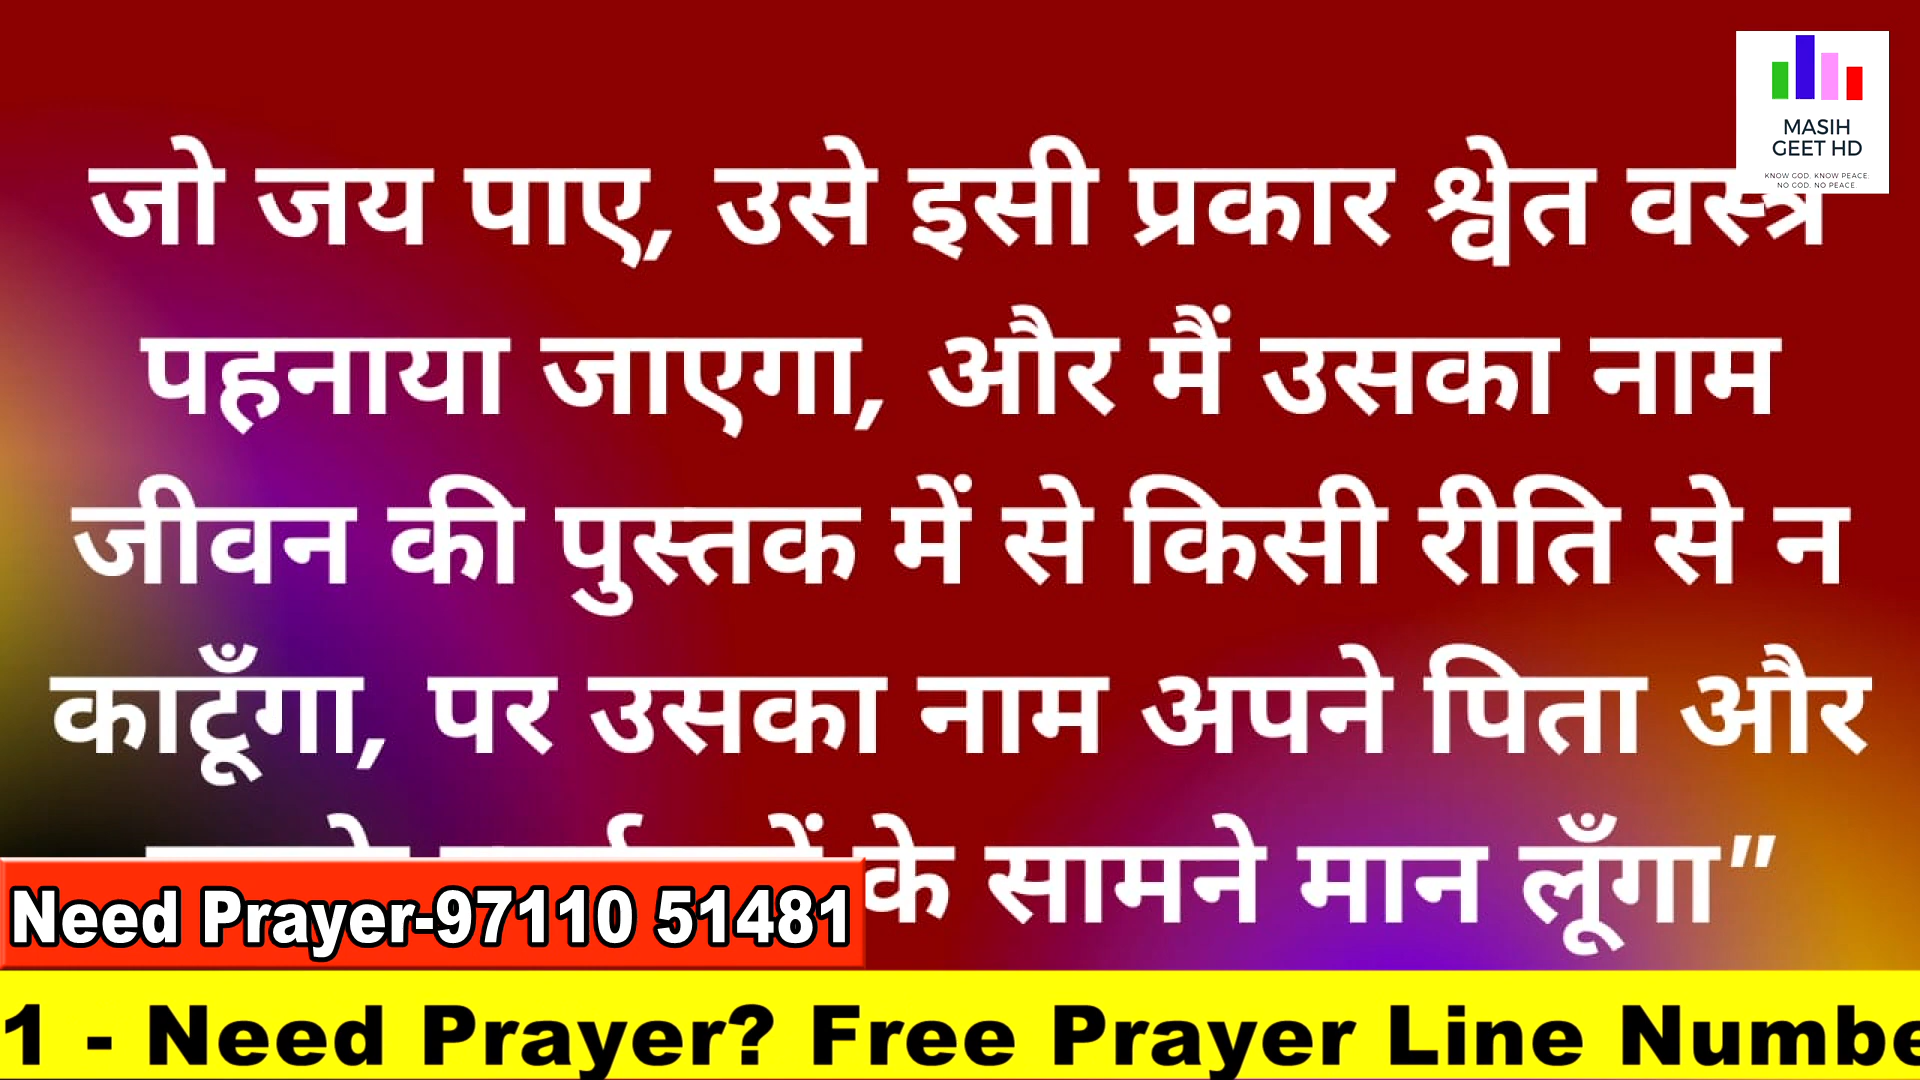 MASIH
GEET HD
KNOW GOD. KNOW PEACE.
NO GOD. NO PEACE.
जो जय पाए, उसे इसी प्रकार श्वेत वस्त्र
पहनाया जाएगा, और मैं उसका नाम
जीवन की पुस्तक में से किसी रीति से न
काटूँगा, पर उसका नाम अपने पिता और
के सामने मान लूँगा”
Need Prayer-97110 51481
1 - Need Prayer? Free Prayer Line Numbe